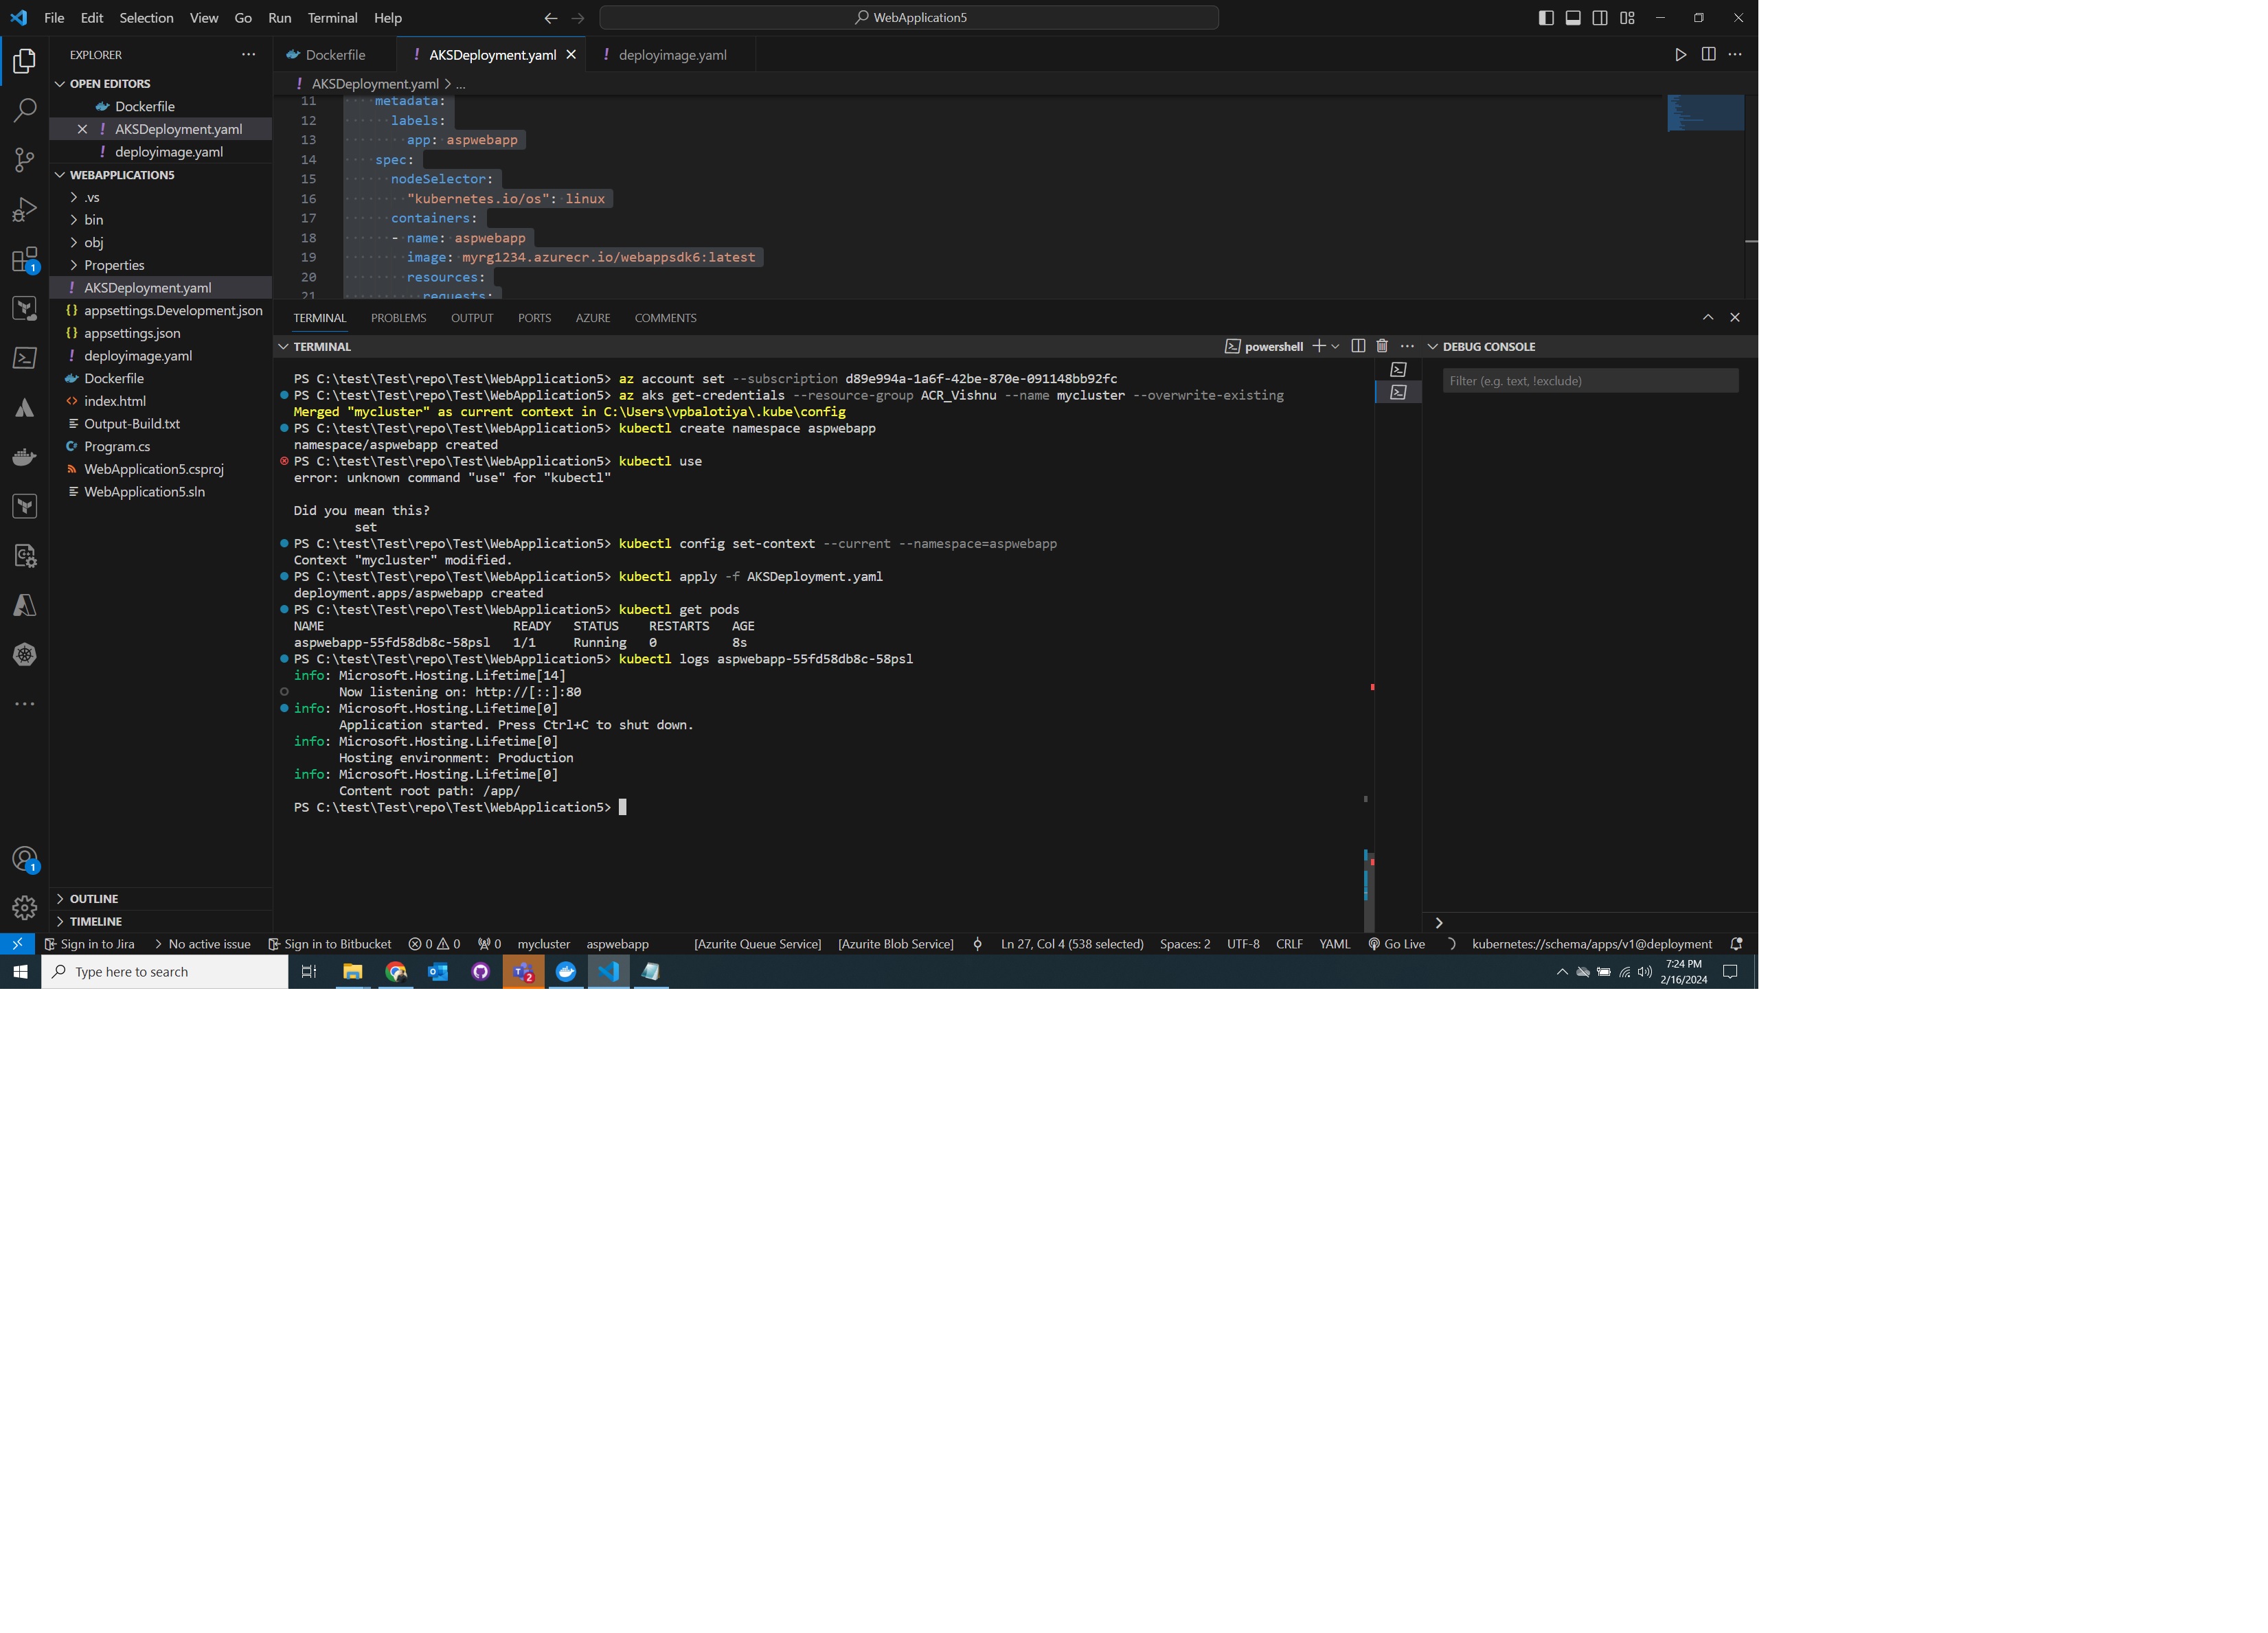 File Edit Selection View Go Run Terminal Help
WebApplication5
EXPLORER
OPEN EDITORS
Dockerfile
AKSDeployment.yaml
deployimage.yaml
WEBAPPLICATION5
.vs
bin
obj
Properties
AKSDeployment.yaml
appsettings.Development.json
appsettings.json
deployimage.yaml
Dockerfile
index.html
Output-Build.txt
Program.cs
WebApplication5.csproj
WebApplication5.sln
OUTLINE
TIMELINE
Dockerfile AKSDeployment.yaml deployimage.yaml
AKSDeployment.yaml > ...
11 metadata:
12 labels:
13 app: aspwebapp
14 spec:
15 nodeSelector:
16 "kubernetes.io/os": linux
17 containers:
18 - name: aspwebapp
19 image: myrg1234.azurecr.io/webappsdk6:latest
20 resources:
21 requests:
TERMINAL PROBLEMS OUTPUT PORTS AZURE COMMENTS
TERMINAL powershell
PS C:\test\Test\repo\Test\WebApplication5> az account set --subscription d89e994a-1a6f-42be-870e-091148bb92fc
PS C:\test\Test\repo\Test\WebApplication5> az aks get-credentials --resource-group ACR_Vishnu --name mycluster --overwrite-existing
Merged "mycluster" as current context in C:\Users\vpbalotiya\.kube\config
PS C:\test\Test\repo\Test\WebApplication5> kubectl create namespace aspwebapp
namespace/aspwebapp created
PS C:\test\Test\repo\Test\WebApplication5> kubectl use
error: unknown command "use" for "kubectl"
Did you mean this?
set
PS C:\test\Test\repo\Test\WebApplication5> kubectl config set-context --current --namespace=aspwebapp
Context "mycluster" modified.
PS C:\test\Test\repo\Test\WebApplication5> kubectl apply -f AKSDeployment.yaml
deployment.apps/aspwebapp created
PS C:\test\Test\repo\Test\WebApplication5> kubectl get pods
NAME READY STATUS RESTARTS AGE
aspwebapp-55fd58db8c-58psl 1/1 Running 0 8s
PS C:\test\Test\repo\Test\WebApplication5> kubectl logs aspwebapp-55fd58db8c-58psl
info: Microsoft.Hosting.Lifetime[14]
Now listening on: http://[::]:80
info: Microsoft.Hosting.Lifetime[0]
Application started. Press Ctrl+C to shut down.
info: Microsoft.Hosting.Lifetime[0]
Hosting environment: Production
info: Microsoft.Hosting.Lifetime[0]
Content root path: /app/
PS C:\test\Test\repo\Test\WebApplication5>
DEBUG CONSOLE
Filter (e.g. text, !exclude)
1
1
Sign in to Jira No active issue Sign in to Bitbucket 0 0 0 mycluster aspwebapp [Azurite Queue Service] [Azurite Blob Service] Ln 27, Col 4 (538 selected) Spaces: 2 UTF-8 CRLF YAML Go Live kubernetes://schema/apps/v1@deployment
Type here to search
2
7:24 PM
2/16/2024